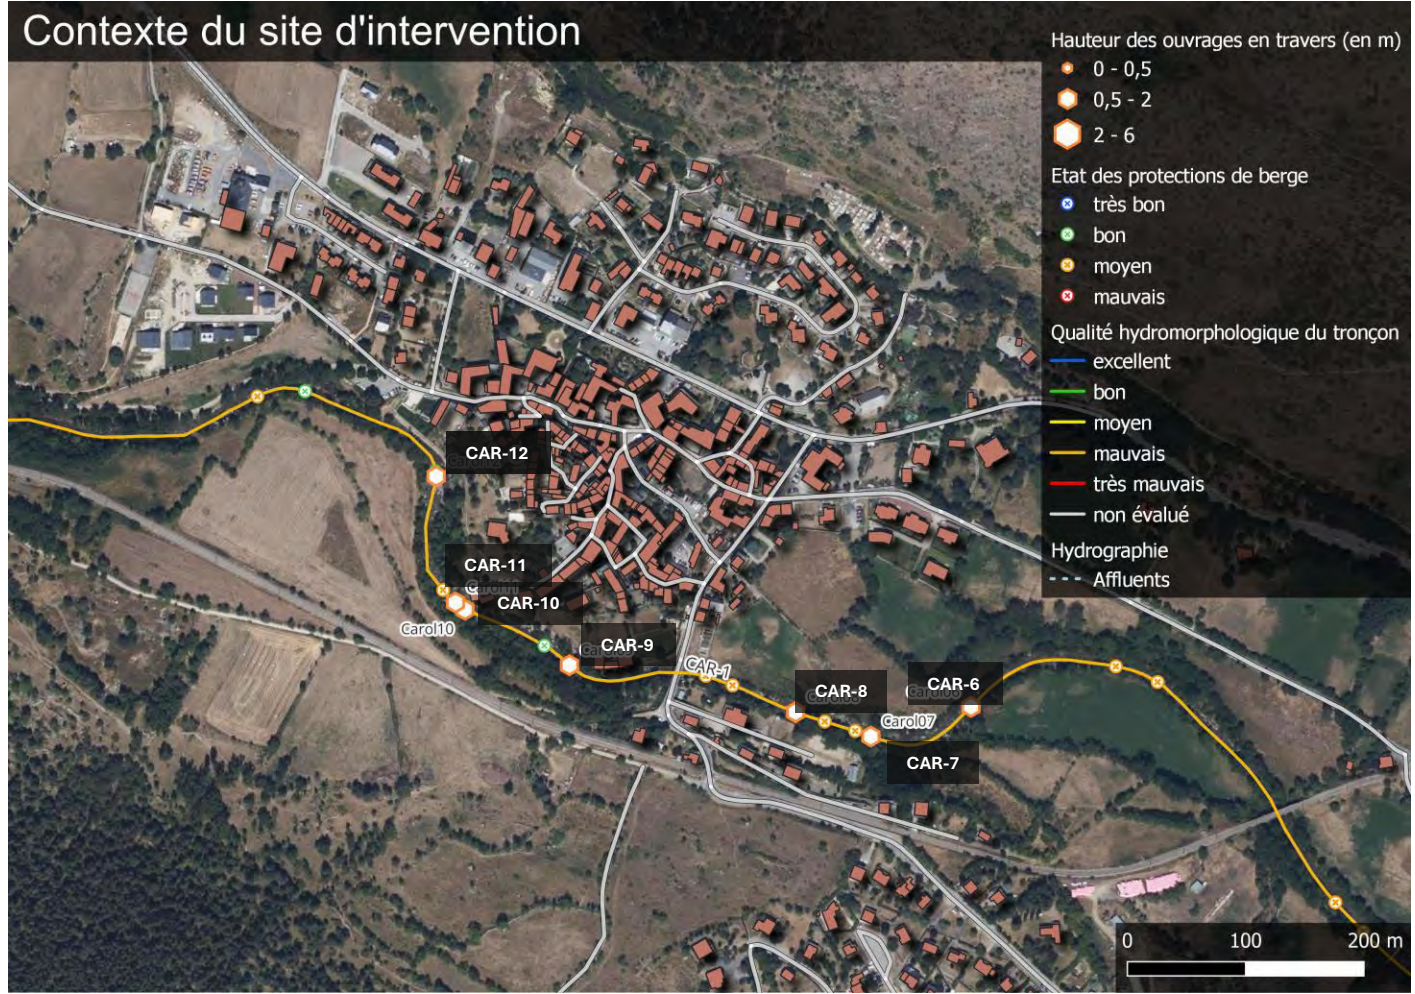 Contexte du site d'intervention
Hauteur des ouvrages en travers (en m)
0 - 0,5
0,5 - 2
2 - 6
Etat des protections de berge
très bon
bon
moyen
mauvais
Qualité hydromorphologique du tronçon
excellent
bon
moyen
mauvais
très mauvais
non évalué
Hydrographie
Affluents
CAR-12
CAR-11
CAR-10
Carol10
CAR-9
CAR-1
CAR-8
CAR-6
Carol07
CAR-7
0 100 200 m